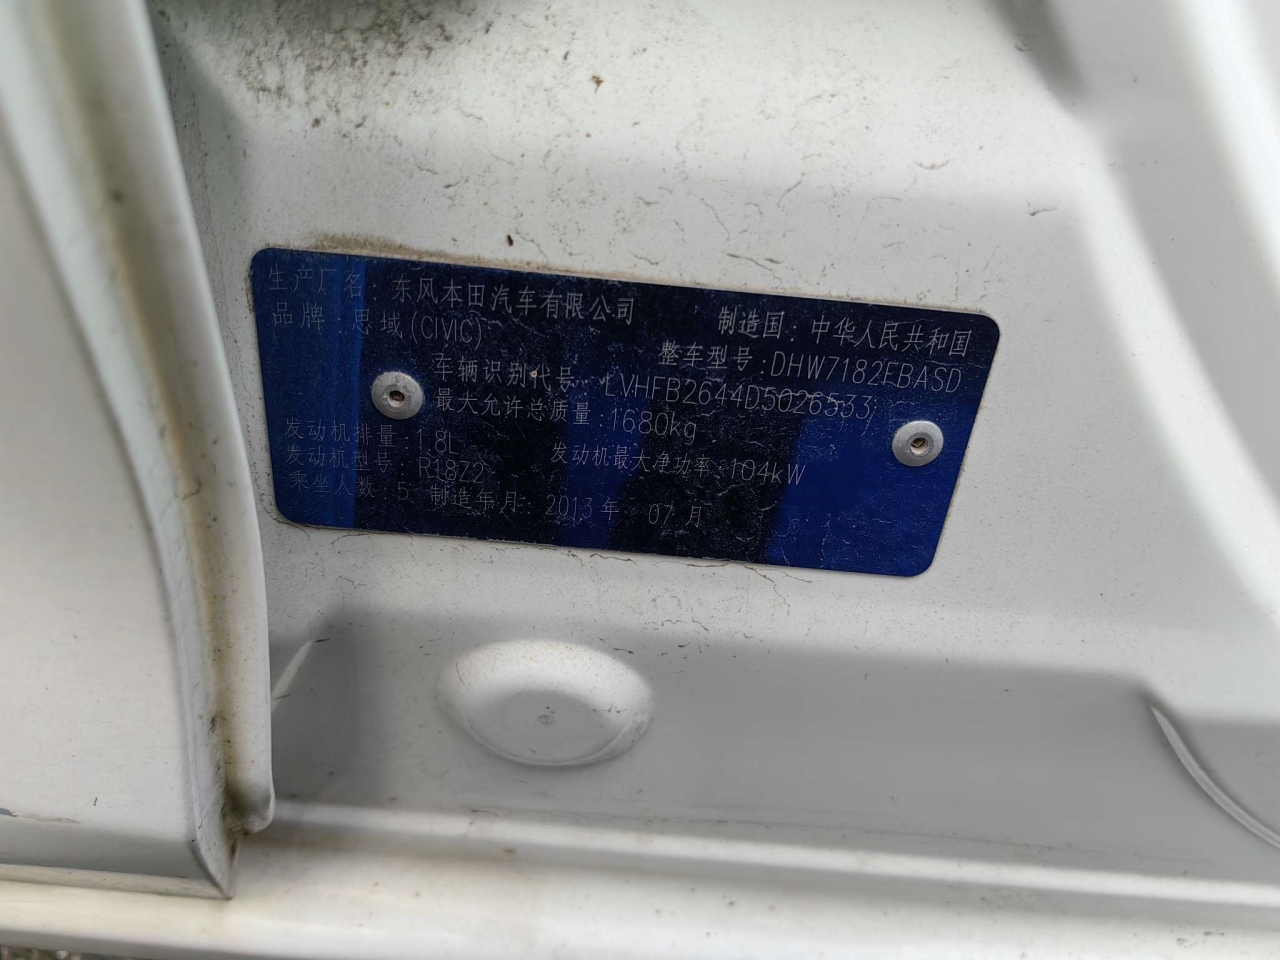 生产厂名：东风本田汽车有限公司 制造国：中华人民共和国
品牌：思域(CIVIC) 整车型号：DHW7182FBASD
车辆识别代号：LVHFB2644D5026533
最大允许总质量：1680kg
发动机排量：1.8L 发动机最大净功率：104kW
发动机型号：R18Z2
乘坐人数：5 制造年月：2013年 07月